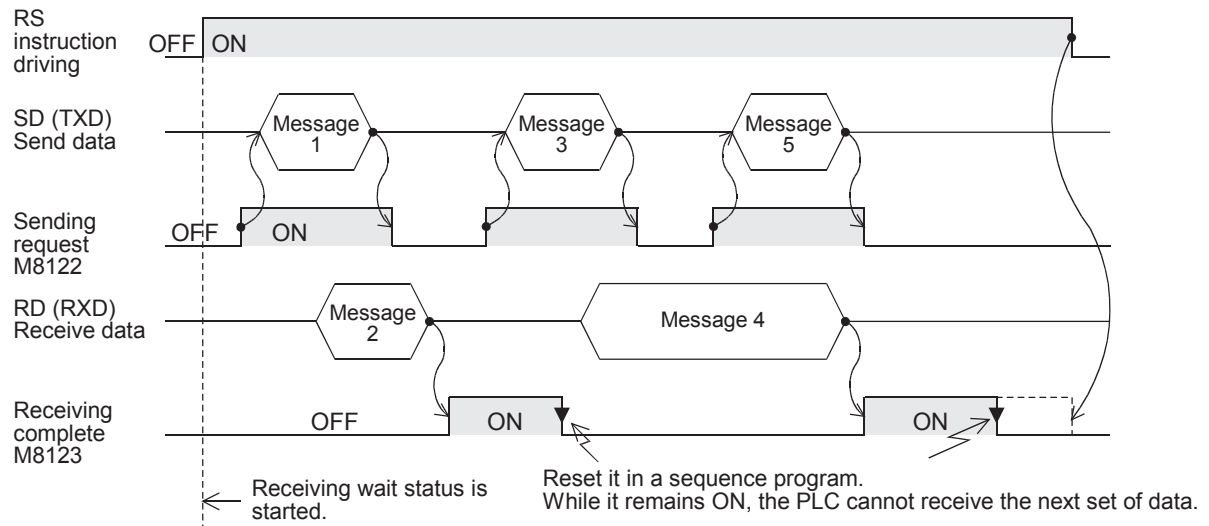 RS
instruction
driving
OFF
ON
SD (TXD)
Send data
Message
1
Message
3
Message
5
Sending
request
M8122
OFF
ON
RD (RXD)
Receive data
Message
2
Message 4
Receiving
complete
M8123
OFF
ON
ON
Receiving wait status is
started.
Reset it in a sequence program.
While it remains ON, the PLC cannot receive the next set of data.